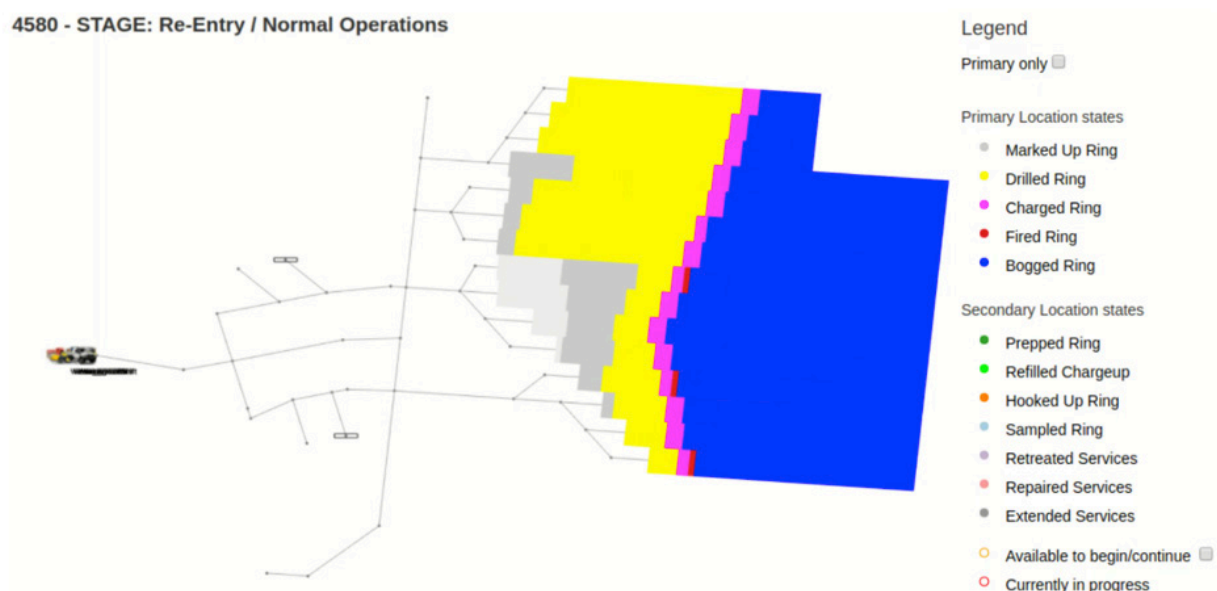 4580 - STAGE: Re-Entry / Normal Operations
Legend
Primary only
Primary Location states
Marked Up Ring
Drilled Ring
Charged Ring
Fired Ring
Bogged Ring
Secondary Location states
Prepped Ring
Refilled Chargeup
Hooked Up Ring
Sampled Ring
Retreated Services
Repaired Services
Extended Services
Available to begin/continue
Currently in progress